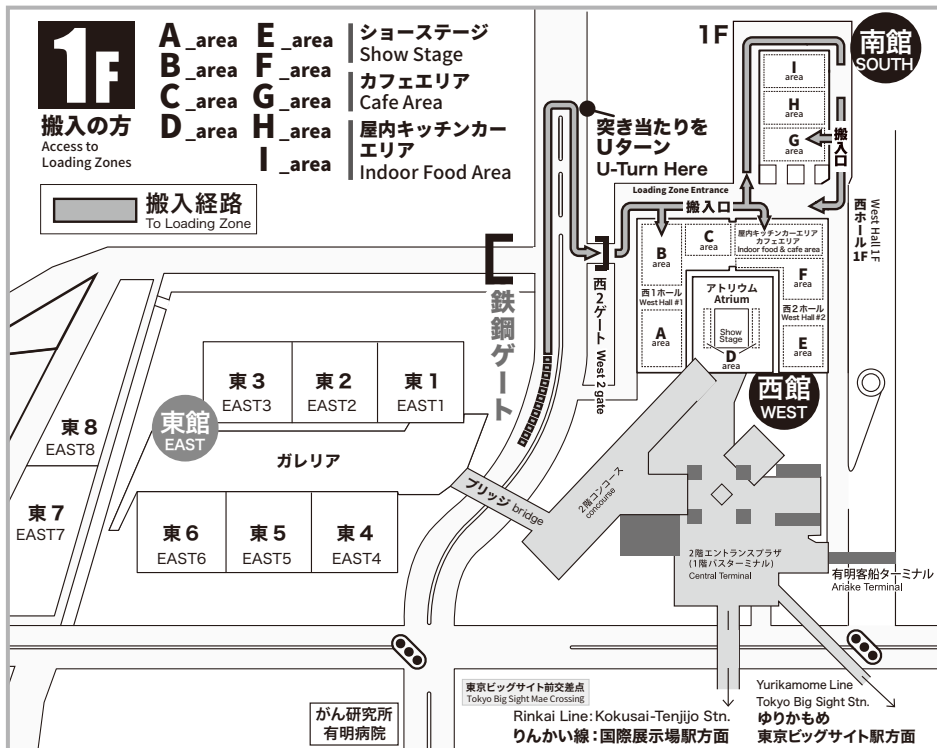 1F
搬入の方
Access to
Loading Zones
A _area
B _area
C _area
D _area
E _area
F _area
G _area
H _area
I _area
ショーステージ
Show Stage
カフェエリア
Cafe Area
屋内キッチンカー
エリア
Indoor Food Area
搬入経路
To Loading Zone
突き当たりを
Uターン
U-Turn Here
1F
南館
SOUTH
I
area
H
area
G
area
搬入口
Loading Zone Entrance
搬入口
West Hall 1F
西ホール1F
B
area
C
area
屋内キッチンカーエリア
カフェエリア
Indoor food & cafe area
F
area
西1ホール
West Hall #1
アトリウム
Atrium
西2ホール
West Hall #2
A
area
Show
Stage
D
area
E
area
西館
WEST
鉄鋼ゲート
西2ゲート West 2 gate
東3
EAST3
東2
EAST2
東1
EAST1
東館
EAST
ガレリア
東8
EAST8
東7
EAST7
東6
EAST6
東5
EAST5
東4
EAST4
ブリッジ bridge
2階コンコース
concourse
2階エントランスプラザ
(1階バスターミナル)
Central Terminal
有明客船ターミナル
Ariake Terminal
がん研究所
有明病院
東京ビッグサイト前交差点
Tokyo Big Sight Mae Crossing
Rinkai Line: Kokusai-Tenjijo Stn.
りんかい線：国際展示場駅方面
Yurikamome Line
Tokyo Big Sight Stn.
ゆりかもめ
東京ビッグサイト駅方面